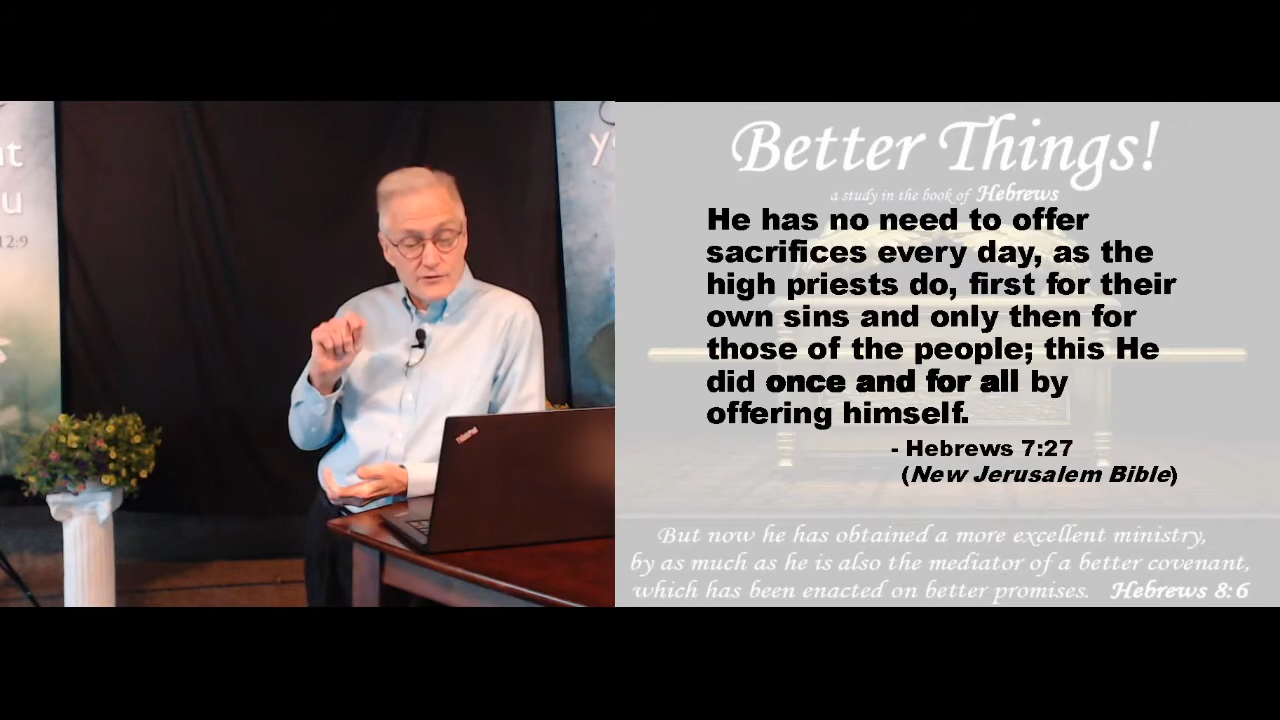 nt
u
12:9
y
ThinkPad
Better Things!
a study in the book of Hebrews
He has no need to offer
sacrifices every day, as the
high priests do, first for their
own sins and only then for
those of the people; this He
did once and for all by
offering himself.
- Hebrews 7:27
(New Jerusalem Bible)
But now he has obtained a more excellent ministry,
by as much as he is also the mediator of a better covenant,
which has been enacted on better promises. Hebrews 8:6